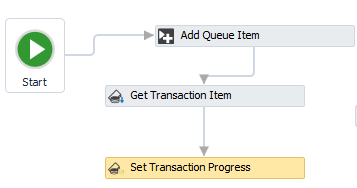 Add Queue Item
Start
Get Transaction Item
Set Transaction Progress